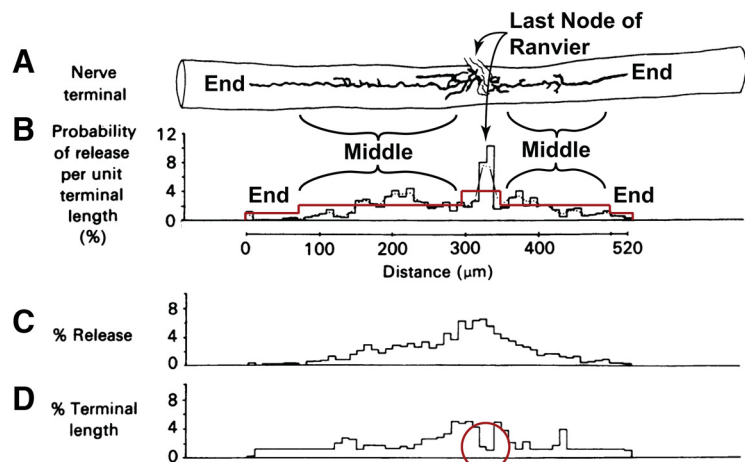 Last Node of
Ranvier
A
Nerve
terminal
End
End
B
Probability
of release
per unit
terminal
length
(%)
12
8
4
0
End
Middle
Middle
End
0 100 200 300 400 520
Distance (μm)
C
% Release
8
4
0
D
% Terminal
length
8
4
0